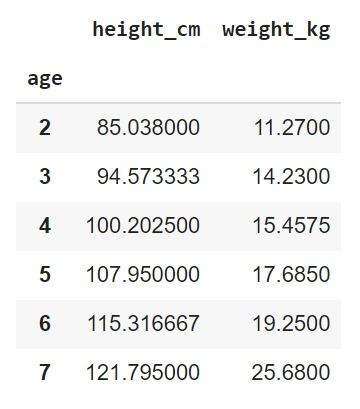 height_cm weight_kg
age
2 85.038000 11.2700
3 94.573333 14.2300
4 100.202500 15.4575
5 107.950000 17.6850
6 115.316667 19.2500
7 121.795000 25.6800